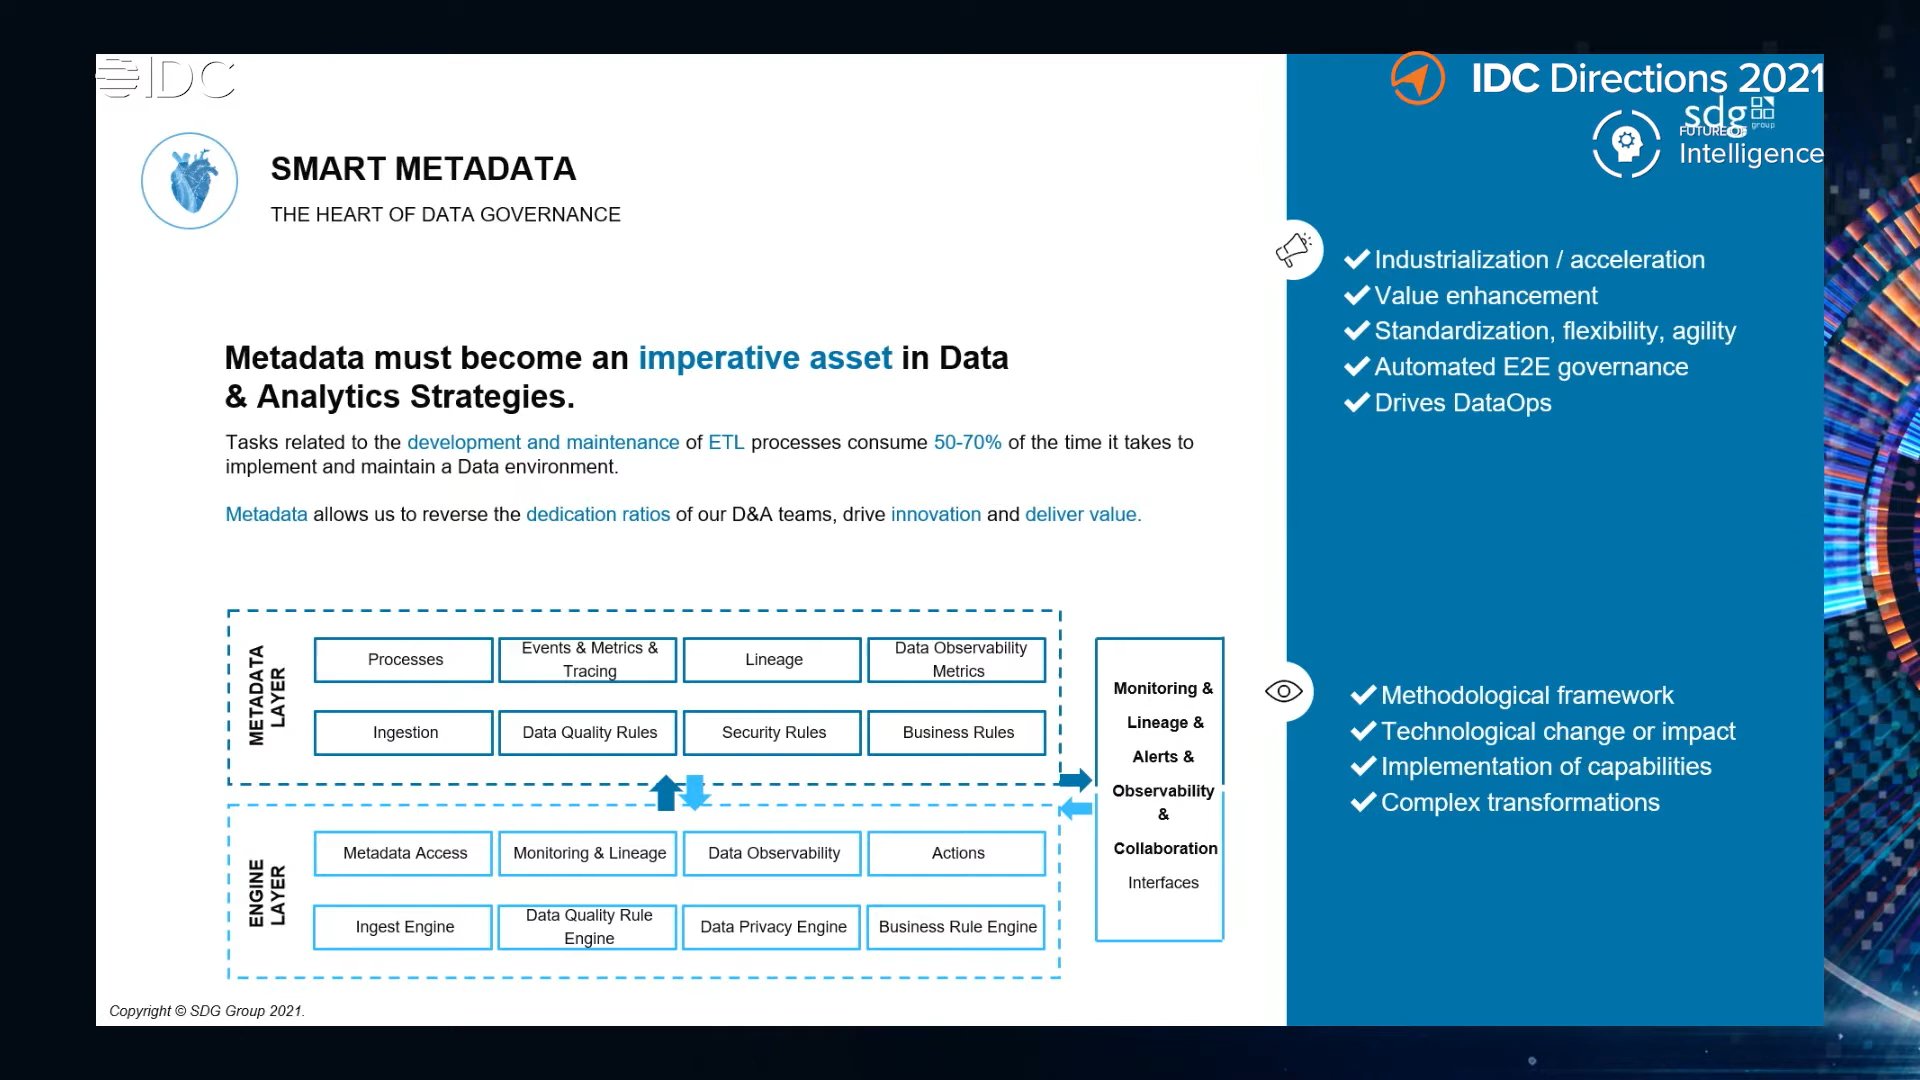 IDC
IDC Directions 2021
sdg
group
FUTURE OF
Intelligence
SMART METADATA
THE HEART OF DATA GOVERNANCE
Metadata must become an imperative asset in Data
& Analytics Strategies.
Tasks related to the development and maintenance of ETL processes consume 50-70% of the time it takes to
implement and maintain a Data environment.
Metadata allows us to reverse the dedication ratios of our D&A teams, drive innovation and deliver value.
METADATA
LAYER
Processes
Events & Metrics &
Tracing
Lineage
Data Observability
Metrics
Ingestion
Data Quality Rules
Security Rules
Business Rules
ENGINE
LAYER
Metadata Access
Monitoring & Lineage
Data Observability
Actions
Ingest Engine
Data Quality Rule
Engine
Data Privacy Engine
Business Rule Engine
Monitoring &
Lineage &
Alerts &
Observability
&
Collaboration
Interfaces
Industrialization / acceleration
Value enhancement
Standardization, flexibility, agility
Automated E2E governance
Drives DataOps
Methodological framework
Technological change or impact
Implementation of capabilities
Complex transformations
Copyright © SDG Group 2021.